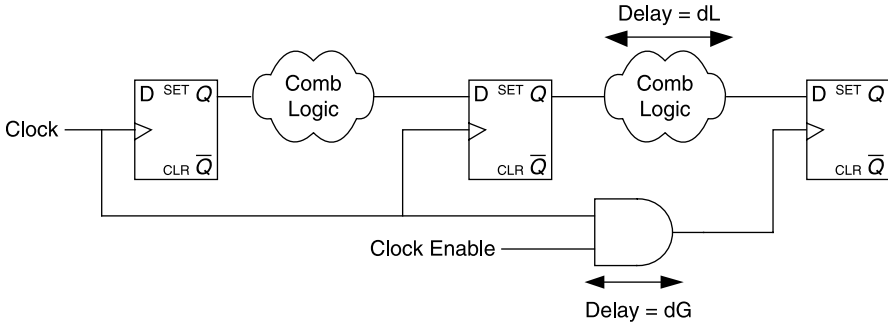 Delay = dL
D SET Q
Comb
Logic
D SET Q
Comb
Logic
D SET Q
Clock
CLR Q̅
CLR Q̅
CLR Q̅
Clock Enable
Delay = dG